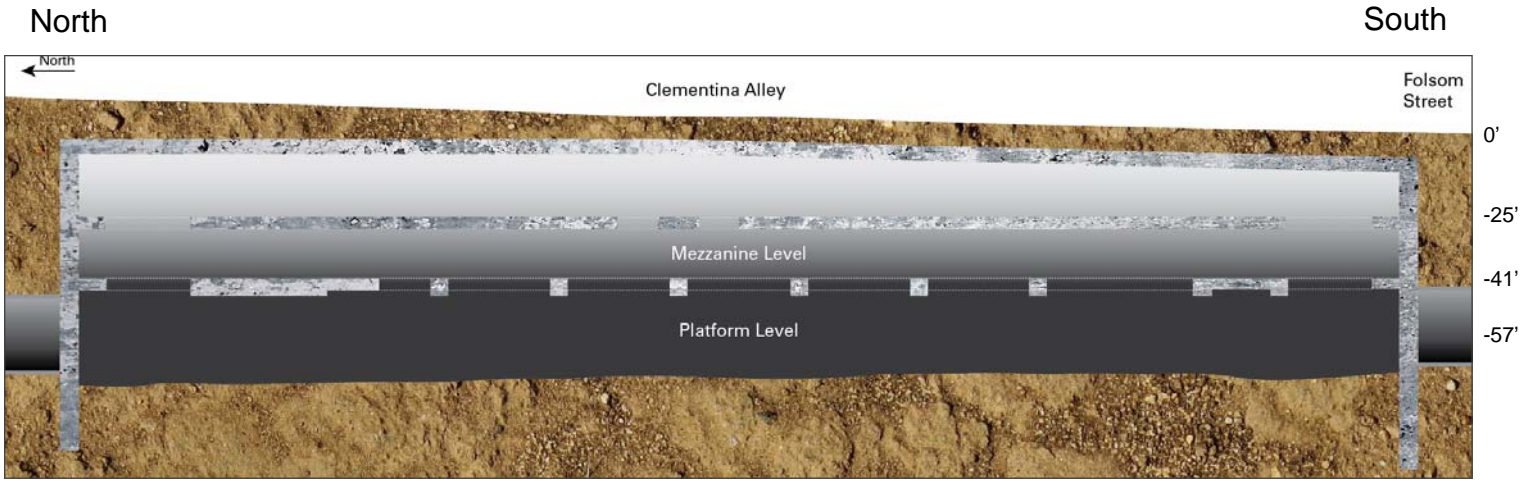 North
South
North
Clementina Alley
Folsom
Street
0’
-25’
Mezzanine Level
-41’
Platform Level
-57’